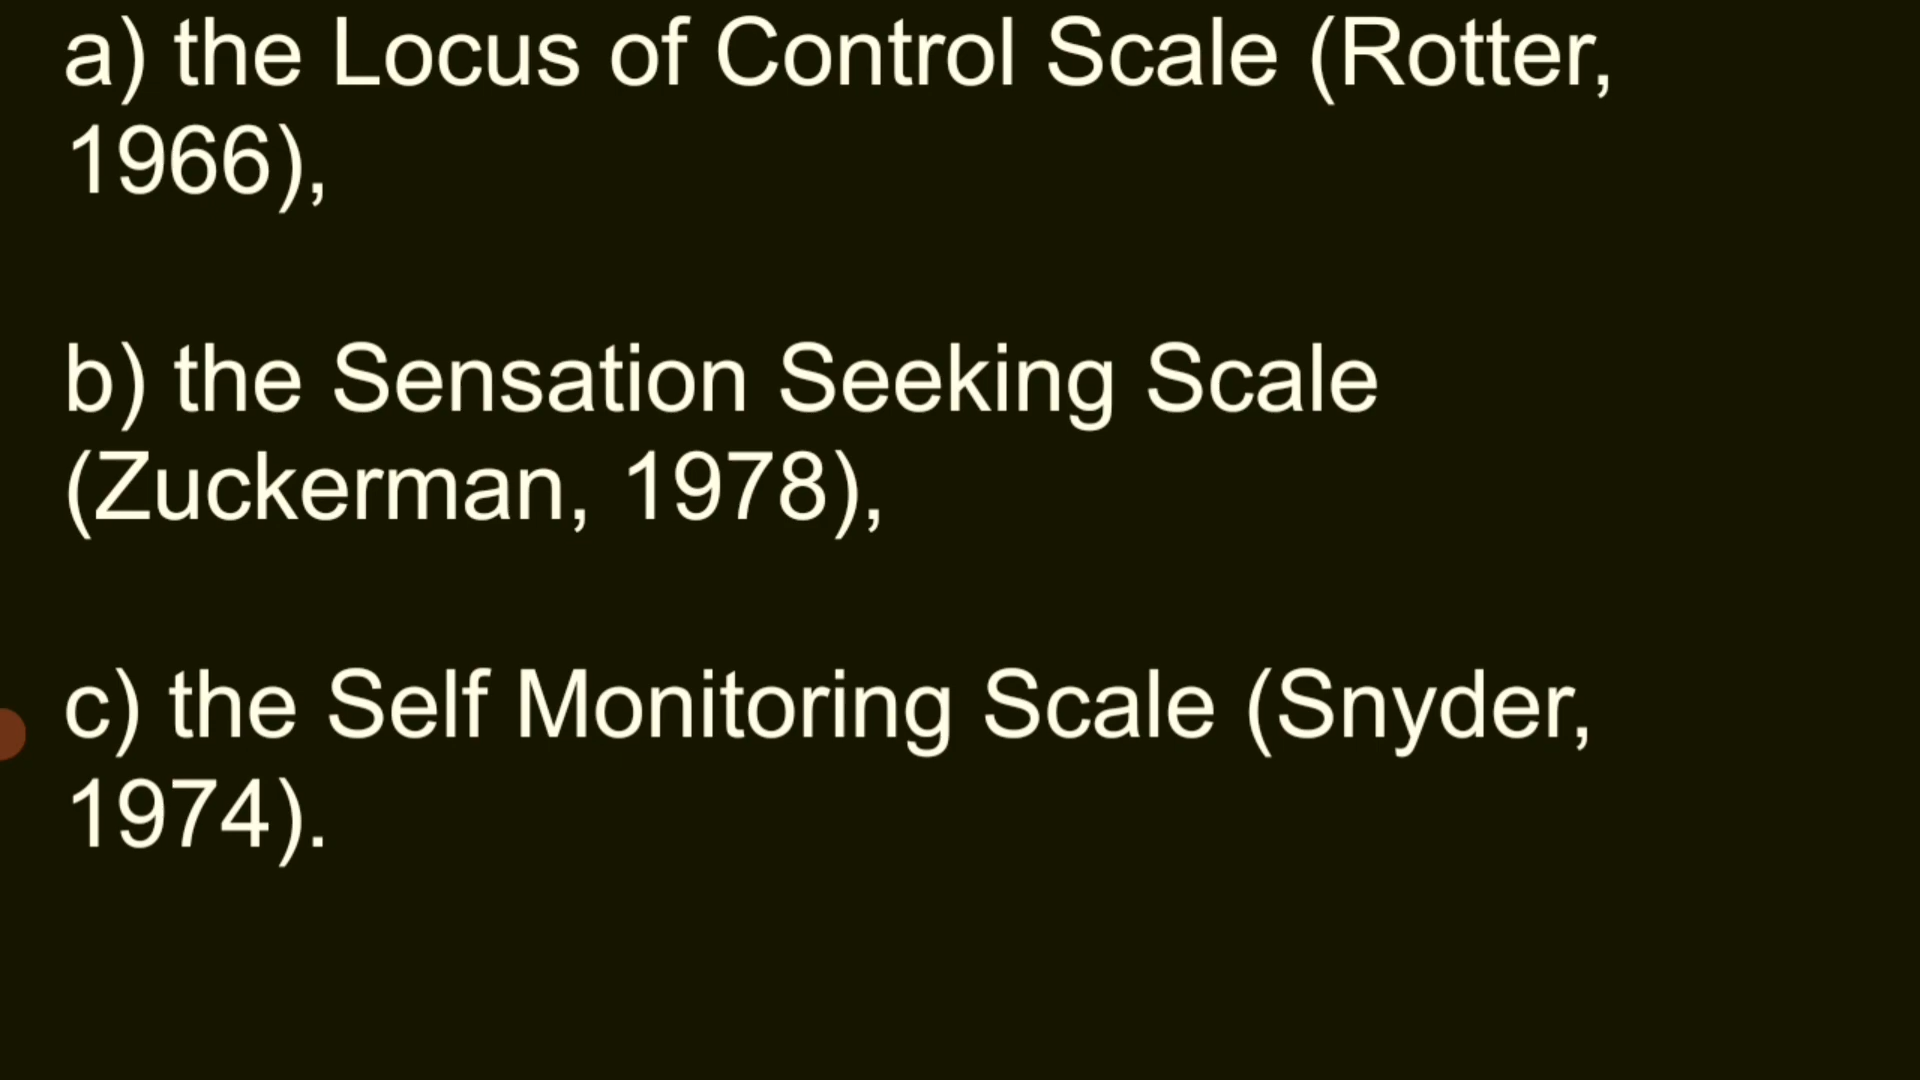 a) the Locus of Control Scale (Rotter,
1966),
b) the Sensation Seeking Scale
(Zuckerman, 1978),
c) the Self Monitoring Scale (Snyder,
1974).